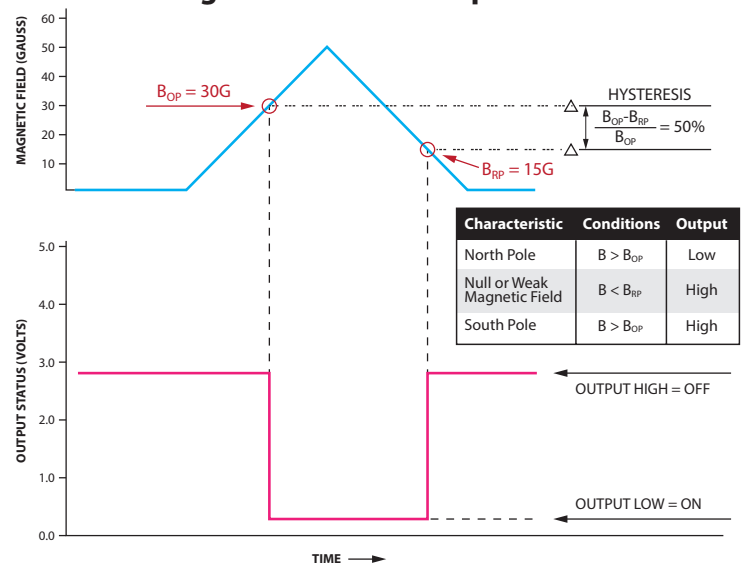 60
50
40
30
20
10
MAGNETIC FIELD (GAUSS)
B_OP = 30G
B_RP = 15G
HYSTERESIS
B_OP-B_RP
B_OP
= 50%
Characteristic Conditions Output
North Pole B > B_OP Low
Null or Weak
Magnetic Field B < B_RP High
South Pole B > B_OP High
5.0
4.0
3.0
2.0
1.0
0.0
OUTPUT STATUS (VOLTS)
OUTPUT HIGH = OFF
OUTPUT LOW = ON
TIME